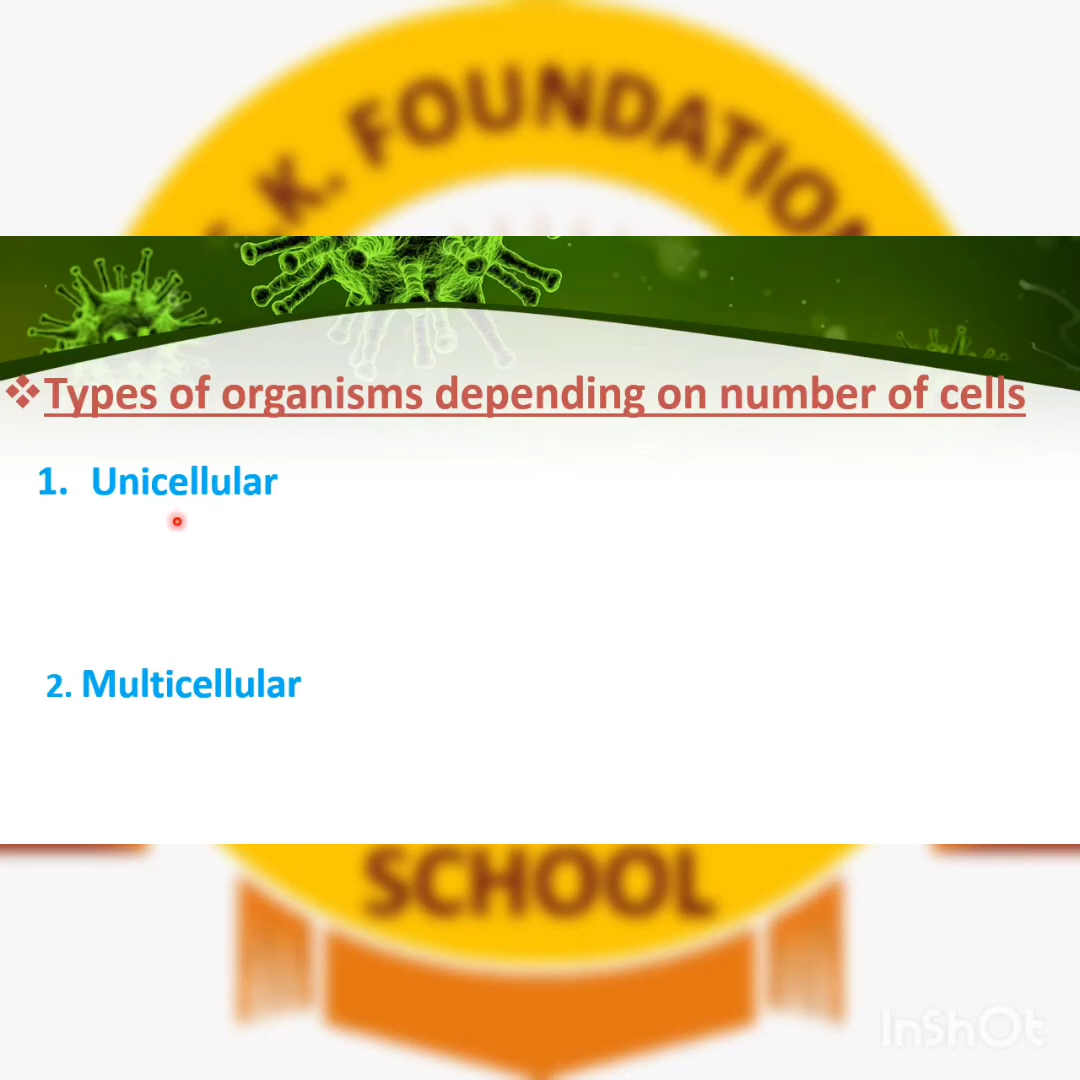 K. FOUNDATION
❖Types of organisms depending on number of cells
1. Unicellular
2. Multicellular
SCHOOL
InShOt